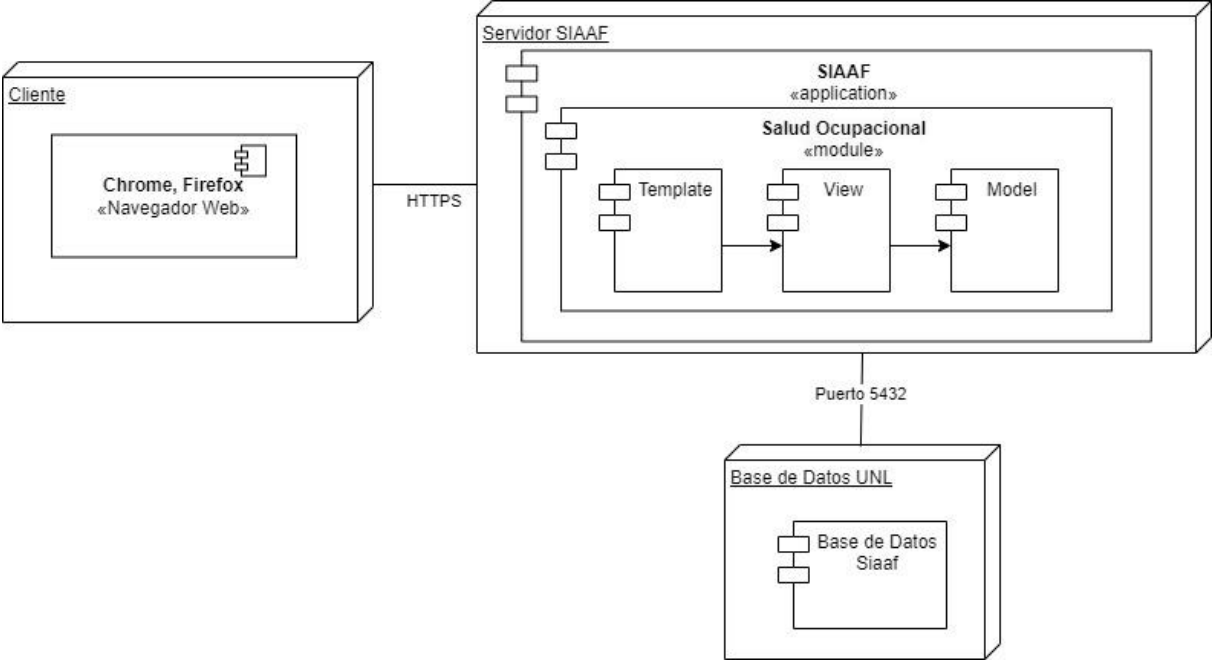 Servidor SIAAF
SIAAF
«application»
Cliente
Salud Ocupacional
«module»
Chrome, Firefox
«Navegador Web»
HTTPS
Template
View
Model
Puerto 5432
Base de Datos UNL
Base de Datos
Siaaf